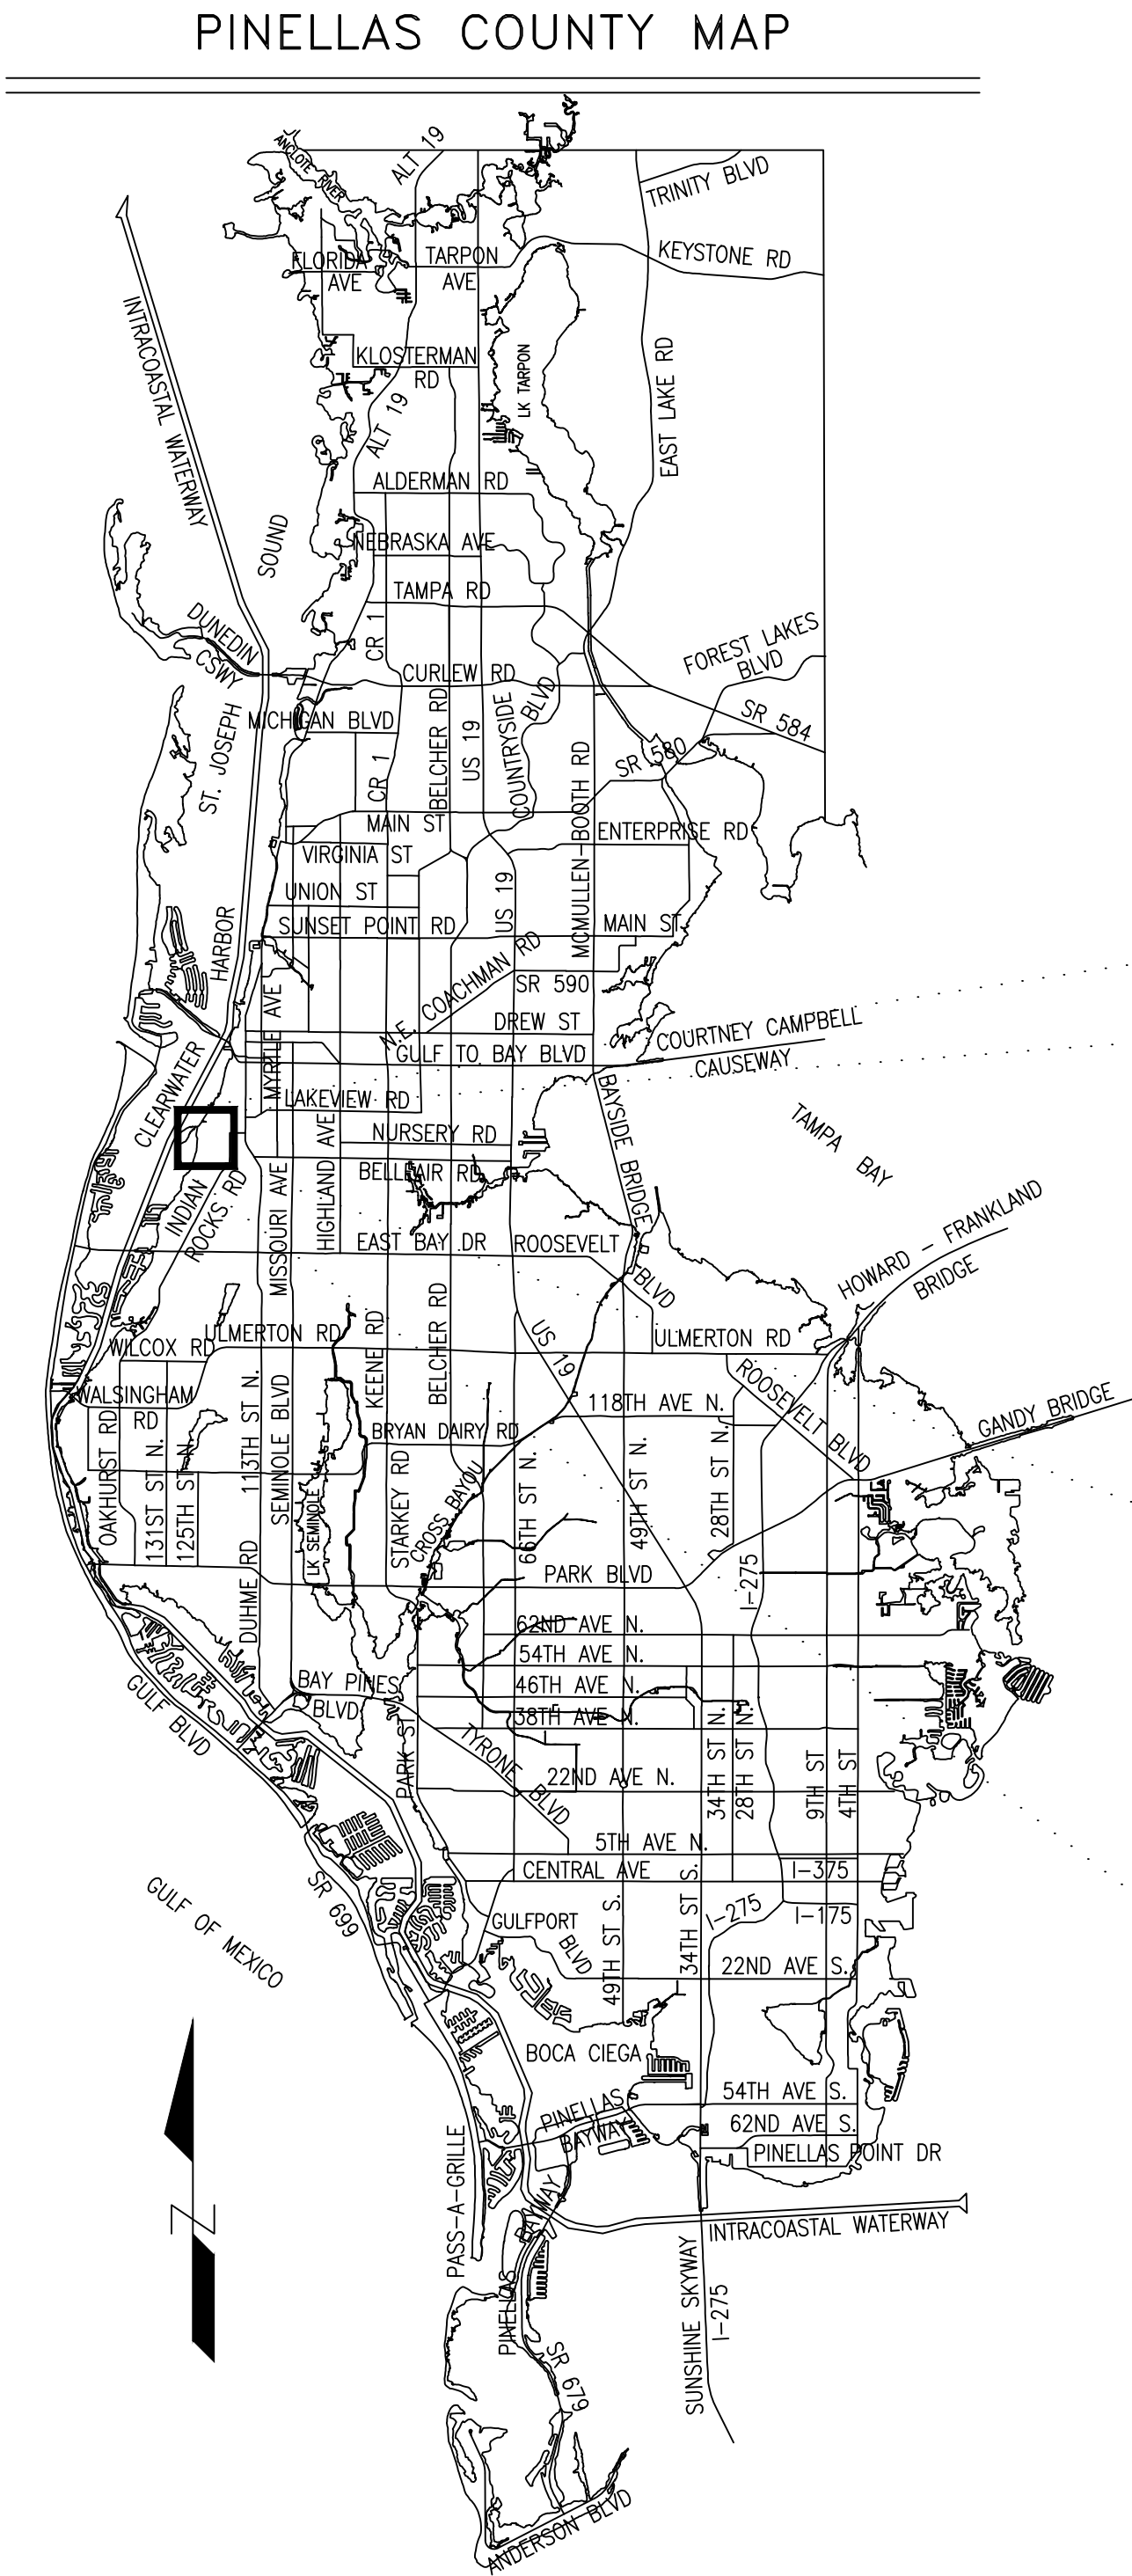 PINELLAS COUNTY MAP
ANCLOTE RIVER
ALT 19
TRINITY BLVD
KEYSTONE RD
FLORIDA
AVE
TARPON
AVE
INTRACOASTAL WATERWAY
KLOSTERMAN
RD
LK TARPON
EAST LAKE RD
ALT 19
ALDERMAN RD
SOUND
NEBRASKA AVE
TAMPA RD
DUNEDIN
CSWY
CR 1
CURLEW RD
FOREST LAKES
BLVD
ST. JOSEPH
MICHIGAN BLVD
CR 1
BELCHER RD
US 19
COUNTRYSIDE
BLVD
MCMULLEN-BOOTH RD
SR 580
SR 584
MAIN ST
ENTERPRISE RD
VIRGINIA ST
UNION ST
US 19
SUNSET POINT RD
MAIN ST
HARBOR
N.E. COACHMAN RD
SR 590
MYRTLE AVE
DREW ST
COURTNEY CAMPBELL
CAUSEWAY
GULF TO BAY BLVD
CLEARWATER
LAKEVIEW RD
BAYSIDE BRIDGE
TAMPA BAY
NURSERY RD
HIGHLAND AVE
BELLEAIR RD
INDIAN
ROCKS RD
MISSOURI AVE
EAST BAY DR
ROOSEVELT
BLVD
HOWARD - FRANKLAND
BRIDGE
ULMERTON RD
WILCOX RD
KEENE RD
BELCHER RD
US 19
ULMERTON RD
WALSINGHAM
RD
ROOSEVELT BLVD
118TH AVE N.
GANDY BRIDGE
BRYAN DAIRY RD
OAKHURST RD
131ST ST N.
125TH ST N.
113TH ST N.
SEMINOLE BLVD
LK SEMINOLE
STARKEY RD
CROSS BAYOU
66TH ST N.
49TH ST N.
28TH ST N.
DUHME RD
PARK BLVD
I-275
62ND AVE N.
54TH AVE N.
BAY PINES
BLVD
46TH AVE N.
GULF BLVD
38TH AVE N.
PARK ST
TYRONE BLVD
34TH ST N.
28TH ST N.
9TH ST
4TH ST
22ND AVE N.
5TH AVE N.
CENTRAL AVE
I-375
SR 699
GULF OF MEXICO
GULFPORT
BLVD
49TH ST S.
34TH ST S.
I-275
I-175
22ND AVE S.
BOCA CIEGA
54TH AVE S.
PINELLAS
BAYWAY
62ND AVE S.
PINELLAS POINT DR
PASS-A-GRILLE
PINELLAS
BAYWAY
INTRACOASTAL WATERWAY
SUNSHINE SKYWAY
I-275
SR 679
ANDERSON BLVD
N